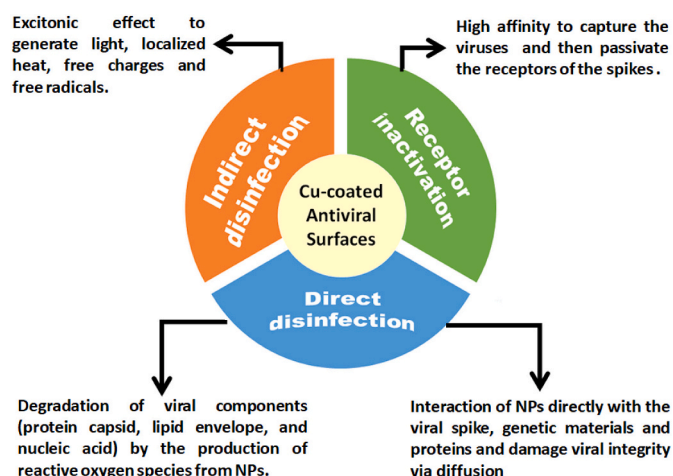 Excitonic effect to
generate light, localized
heat, free charges and
free radicals.
High affinity to capture the
viruses and then passivate
the receptors of the spikes.
Indirect
disinfection
Receptor
inactivation
Cu-coated
Antiviral
Surfaces
Direct
disinfection
Degradation of viral components
(protein capsid, lipid envelope, and
nucleic acid) by the production of
reactive oxygen species from NPs.
Interaction of NPs directly with the
viral spike, genetic materials and
proteins and damage viral integrity
via diffusion